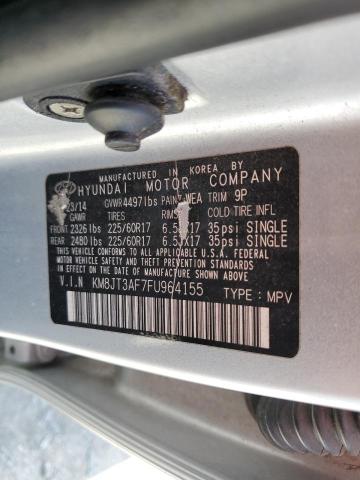 MANUFACTURED IN KOREA BY
HYUNDAI MOTOR COMPANY
23/14 GVWR4497lbs PAINT WEA TRIM 9P
GAWR TIRES RIMS COLD TIRE INFL
FRONT 2326lbs 225/60R17 6.5JX17 35psi SINGLE
REAR 2480lbs 225/60R17 6.5JX17 35psi SINGLE
THIS VEHICLE CONFORMS TO ALL APPLICABLE U.S.A. FEDERAL
MOTOR VEHICLE SAFETY, BUMPER, AND THEFT PREVENTION
STANDARDS IN EFFECT ON THE DATE OF MANUFACTURE SHOWN ABOVE.
V.I.N KM8JT3AF7FU964155 TYPE : MPV